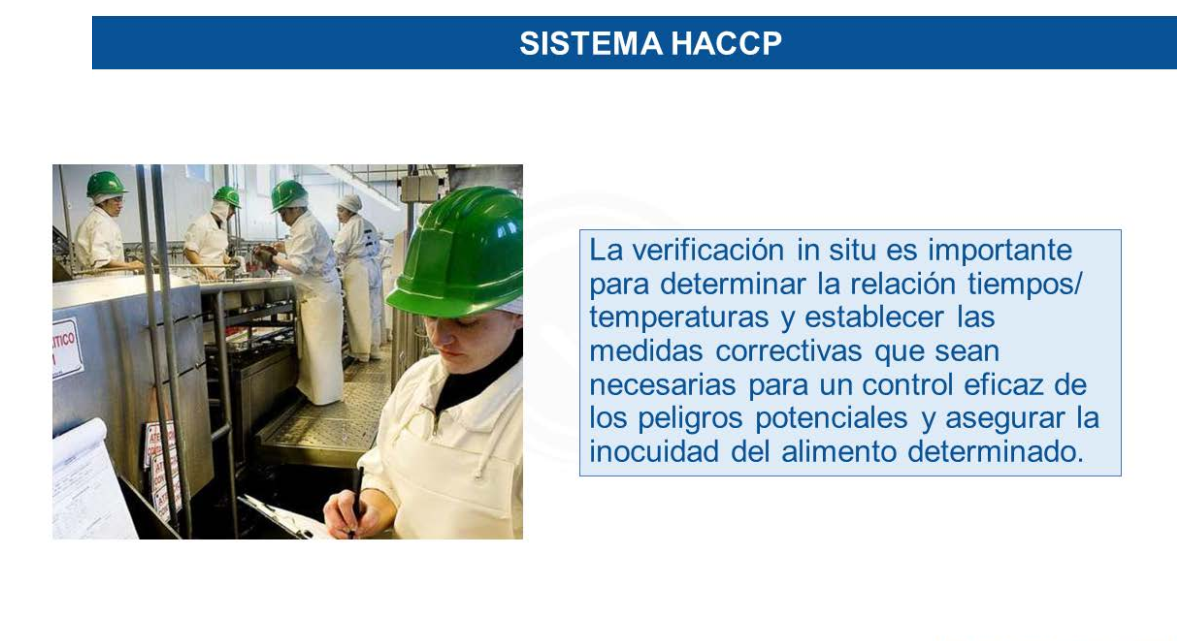 SISTEMA HACCP
La verificación in situ es importante
para determinar la relación tiempos/
temperaturas y establecer las
medidas correctivas que sean
necesarias para un control eficaz de
los peligros potenciales y asegurar la
inocuidad del alimento determinado.